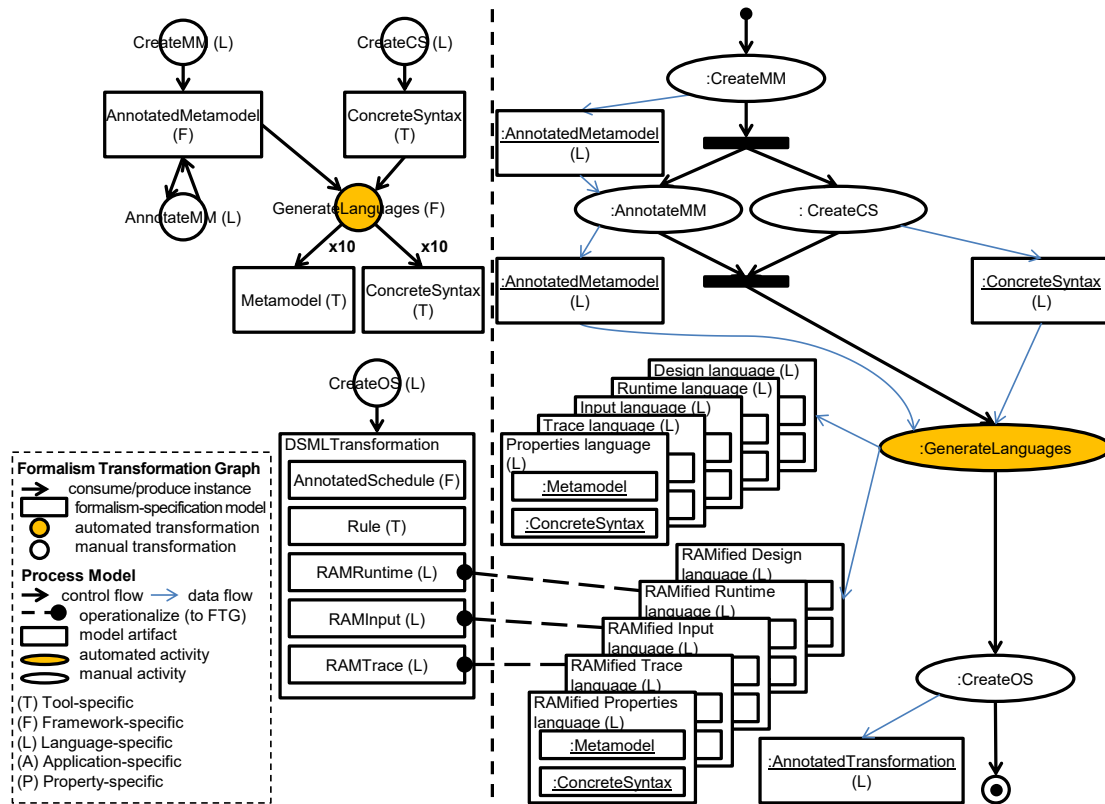 CreateMM (L)
CreateCS (L)
AnnotatedMetamodel
(F)
ConcreteSyntax
(T)
AnnotateMM (L)
GenerateLanguages (F)
x10
x10
Metamodel (T)
ConcreteSyntax
(T)
CreateOS (L)
DSMLTransformation
AnnotatedSchedule (F)
Rule (T)
RAMRuntime (L)
RAMInput (L)
RAMTrace (L)
Formalism Transformation Graph
consume/produce instance
formalism-specification model
automated transformation
manual transformation
Process Model
control flow
data flow
operationalize (to FTG)
model artifact
automated activity
manual activity
(T) Tool-specific
(F) Framework-specific
(L) Language-specific
(A) Application-specific
(P) Property-specific
:CreateMM
:AnnotatedMetamodel
(L)
:AnnotateMM
: CreateCS
:AnnotatedMetamodel
(L)
:ConcreteSyntax
(L)
Design language (L)
Runtime language (L)
Input language (L)
Trace language (L)
Properties language
(L)
:Metamodel
:ConcreteSyntax
:GenerateLanguages
RAMified Design
language (L)
RAMified Runtime
language (L)
RAMified Input
language (L)
RAMified Trace
language (L)
RAMified Properties
language (L)
:Metamodel
:ConcreteSyntax
:CreateOS
:AnnotatedTransformation
(L)